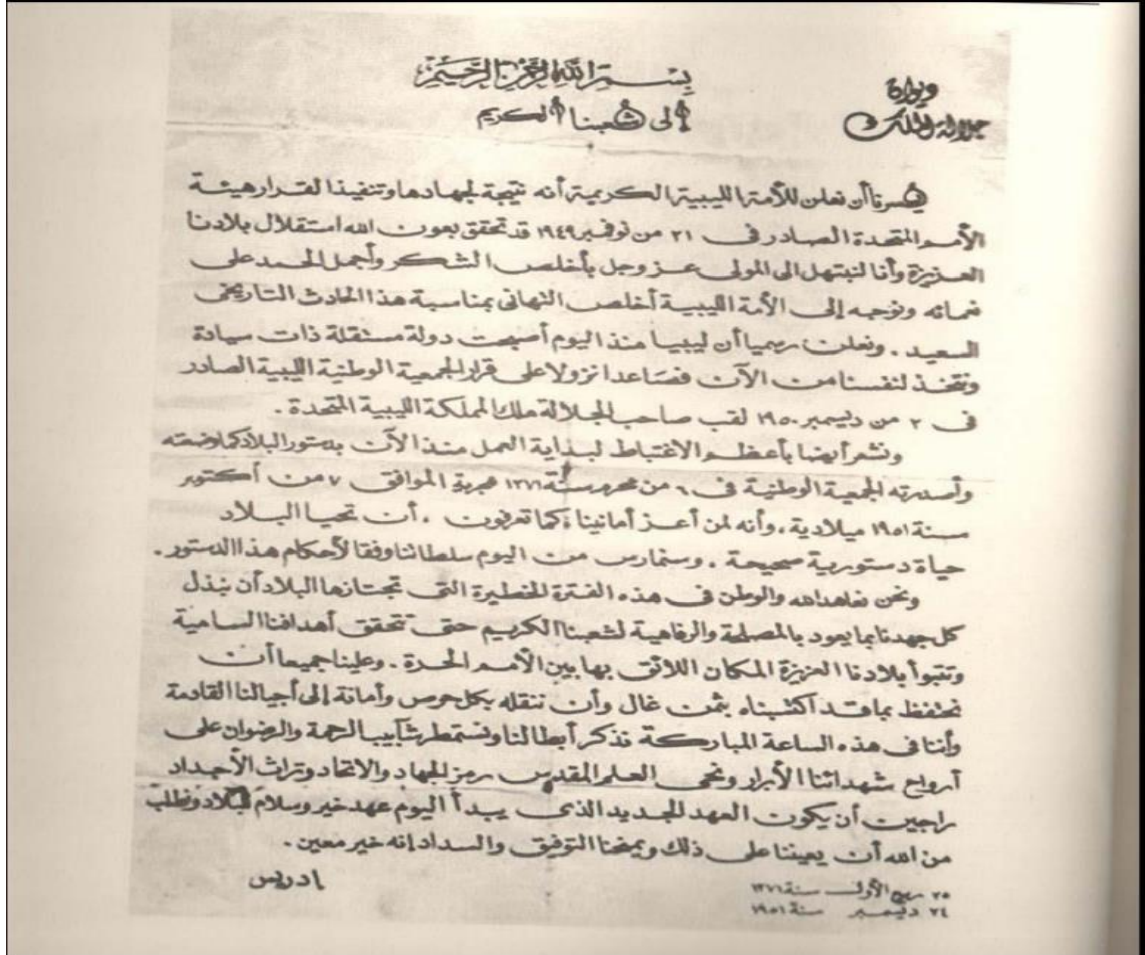 ديوان
جلالة الملك
بسم الله الرحمن الرحيم
إلى شعبنا الكريم
يسرنا أن نعلن للأمة الليبية الكريمة أنه نتيجة لجهادها وتنفيذا لقرار هيئة
الأمم المتحدة الصادر في ٢١ من نوفمبر ١٩٤٩ قد تحقق بعون الله استقلال بلادنا
العزيزة وأنا لنبتهل الى المولى عز وجل بأخلص الشكر وأجمل الحمد على
نعمائه ونوجه إلى الأمة الليبية أخلص التهاني بمناسبة هذا الحادث التاريخي
السعيد . ونعلن رسميا أن ليبيا منذ اليوم أصبحت دولة مستقلة ذات سيادة
ونتخذ لنفسنا من الآن فصاعدا نزولا على قرار الجمعية الوطنية الليبية الصادر
في ٢ من ديسمبر ١٩٥٠ لقب صاحب الجلالة ملك المملكة الليبية المتحدة .
ونشعر أيضا بأعظم الاغتباط لبداية العمل منذ الآن بدستور البلاد كما وضعته
وأصدرته الجمعية الوطنية في ٦ من محرم سنة ١٣٧١ هجرية الموافق ٧ من أكتوبر
سنة ١٩٥١ ميلادية ، وأنه لمن أعز أمانينا ، كما تعرفون ، أن تحيا البلاد
حياة دستورية صحيحة . وسنمارس من اليوم سلطاتنا وفقا لأحكام هذا الدستور .
ونحن نعاهد الله والوطن في هذه الفترة الخطيرة التي تجتازها البلاد أن نبذل
كل جهدنا بما يعود بالمصلحة والرفاهية لشعبنا الكريم حتى تتحقق أهدافنا السامية
وتتبوأ بلادنا العزيزة المكان اللائق بها بين الأمم الحرة . وعلينا جميعا أن
نحتفظ بما قد اكتسبناه بثمن غال وأن ننقله بكل حرص وأمانة إلى أجيالنا القادمة
وأننا في هذه الساعة المباركة نذكر أبطالنا ونستمطر شآبيب الرحمة والرضوان على
أرواح شهدائنا الأبرار ونحي العلم المقدس رمز الجهاد والاتحاد وتراث الأجداد
راجين أن يكون العهد الجديد الذي يبدأ اليوم عهد خير وسلام للبلاد ونطلب
من الله أن يعيننا على ذلك ويمنحنا التوفيق والسداد إنه خير معين .
ادريس
٢٥ ربيع الأول سنة ١٣٧١
٢٤ ديسمبر سنة ١٩٥١